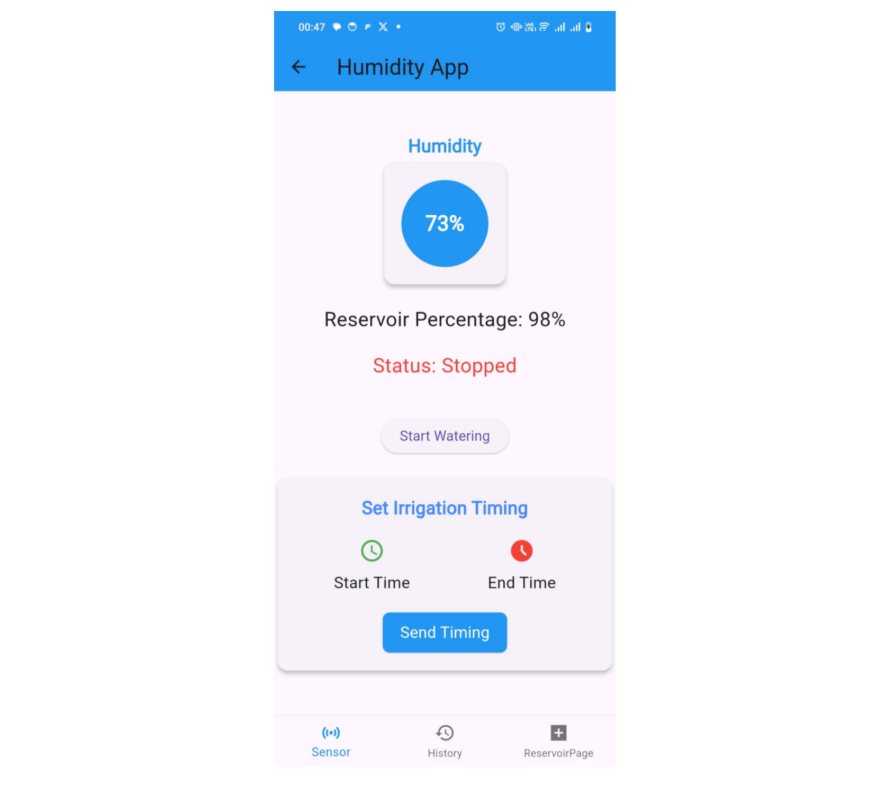 00:47
Humidity App
Humidity
73%
Reservoir Percentage: 98%
Status: Stopped
Start Watering
Set Irrigation Timing
Start Time End Time
Send Timing
Sensor History ReservoirPage